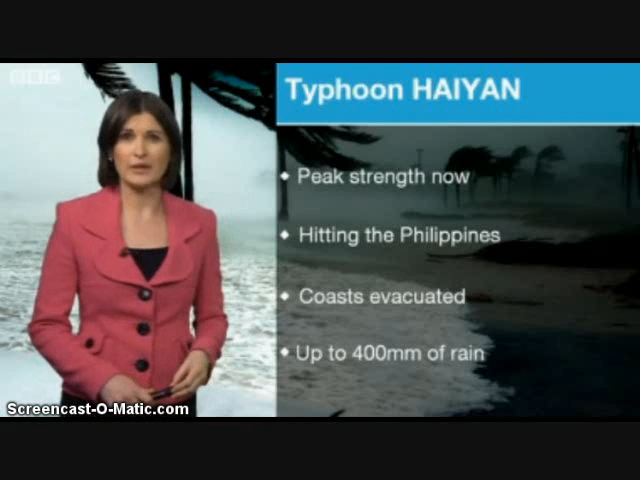 BBC
Typhoon HAIYAN
Peak strength now
Hitting the Philippines
Coasts evacuated
Up to 400mm of rain
Screencast-O-Matic.com